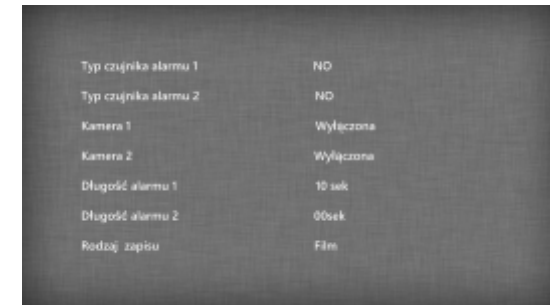 Typ czujnika alarmu 1 NO
Typ czujnika alarmu 2 NO
Kamera 1 Wyłączona
Kamera 2 Wyłączona
Długość alarmu 1 10 sek
Długość alarmu 2 00sek
Rodzaj zapisu Film